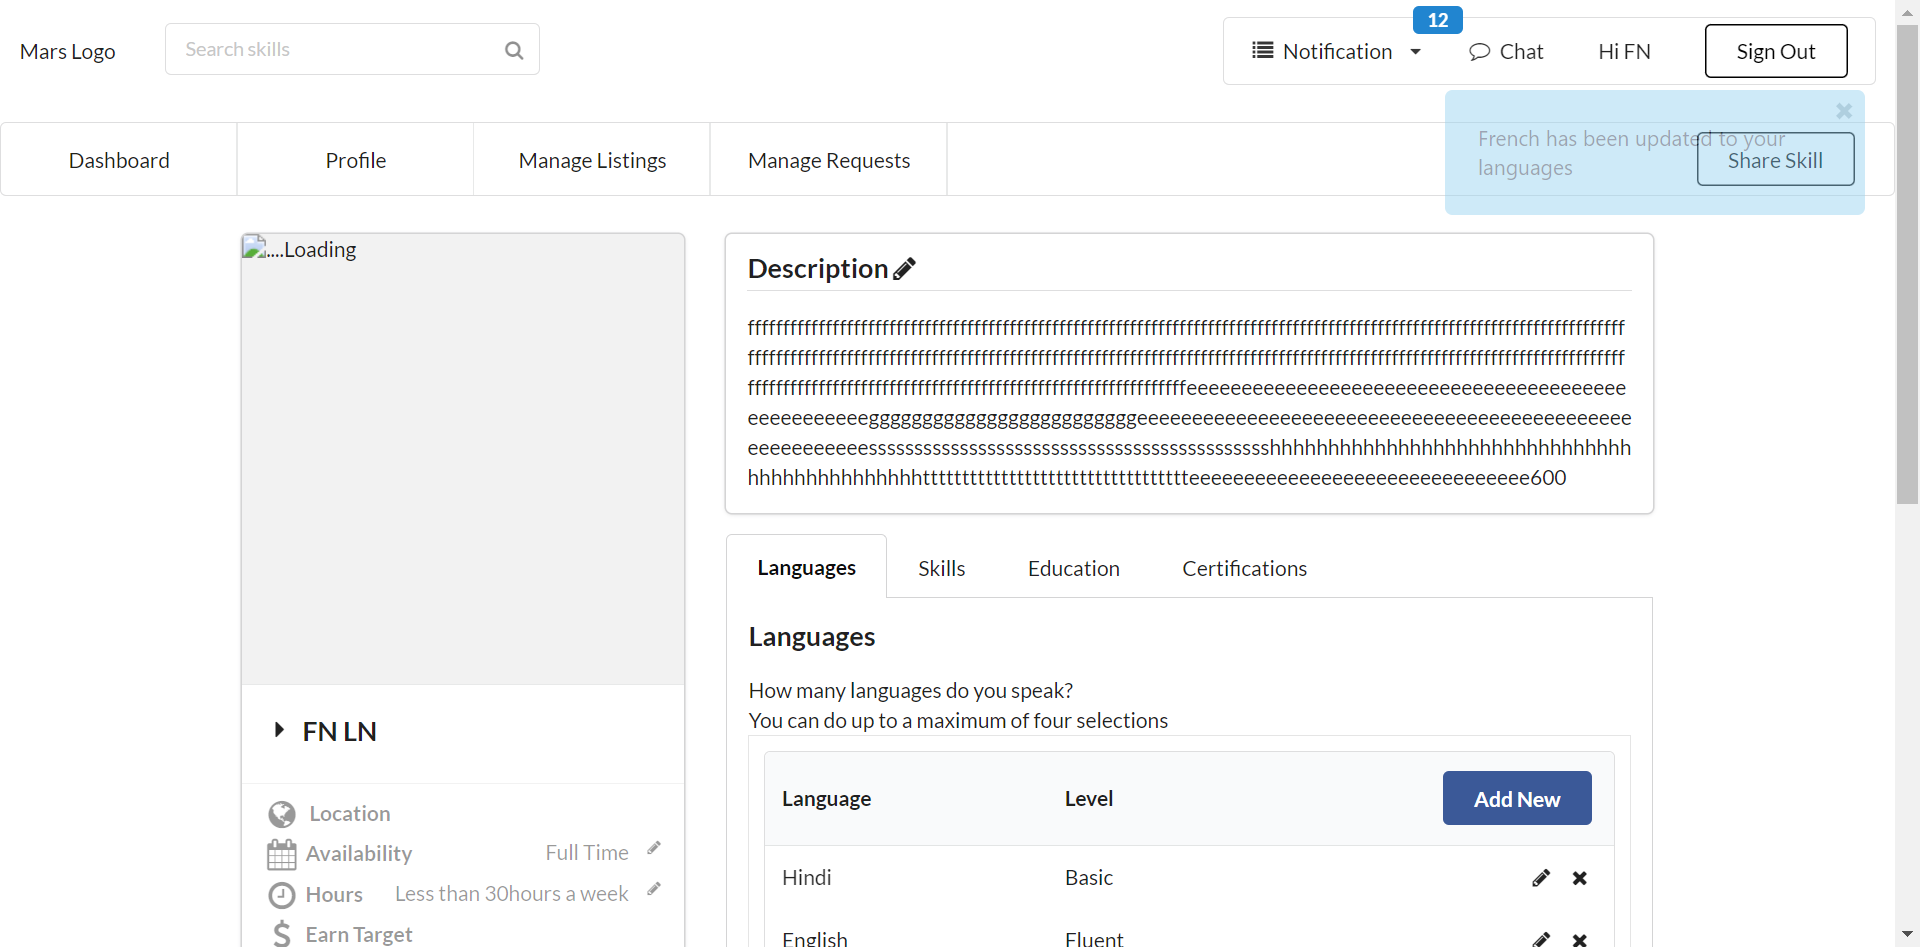 Mars Logo
Search skills
12
Notification
Chat
Hi FN
Sign Out
Dashboard
Profile
Manage Listings
Manage Requests
French has been updated to your
languages
Share Skill
....Loading
Description
Languages
Skills
Education
Certifications
Languages
How many languages do you speak?
You can do up to a maximum of four selections
Language
Level
Add New
Hindi
Basic
English
Fluent
FN LN
Location
Availability
Full Time
Hours
Less than 30hours a week
Earn Target